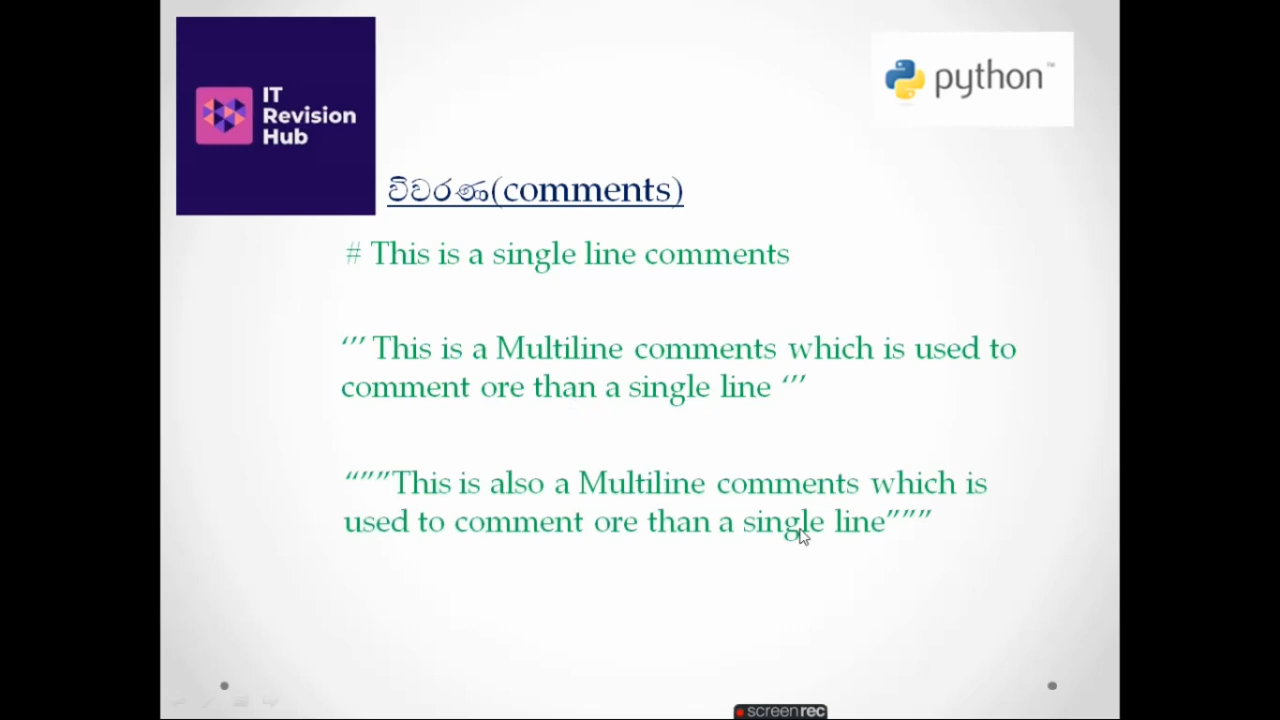 IT
Revision
Hub
python™
විවරණ(comments)
# This is a single line comments
‘’’ This is a Multiline comments which is used to
comment ore than a single line ‘’’
“””This is also a Multiline comments which is
used to comment ore than a single line”””
screenrec